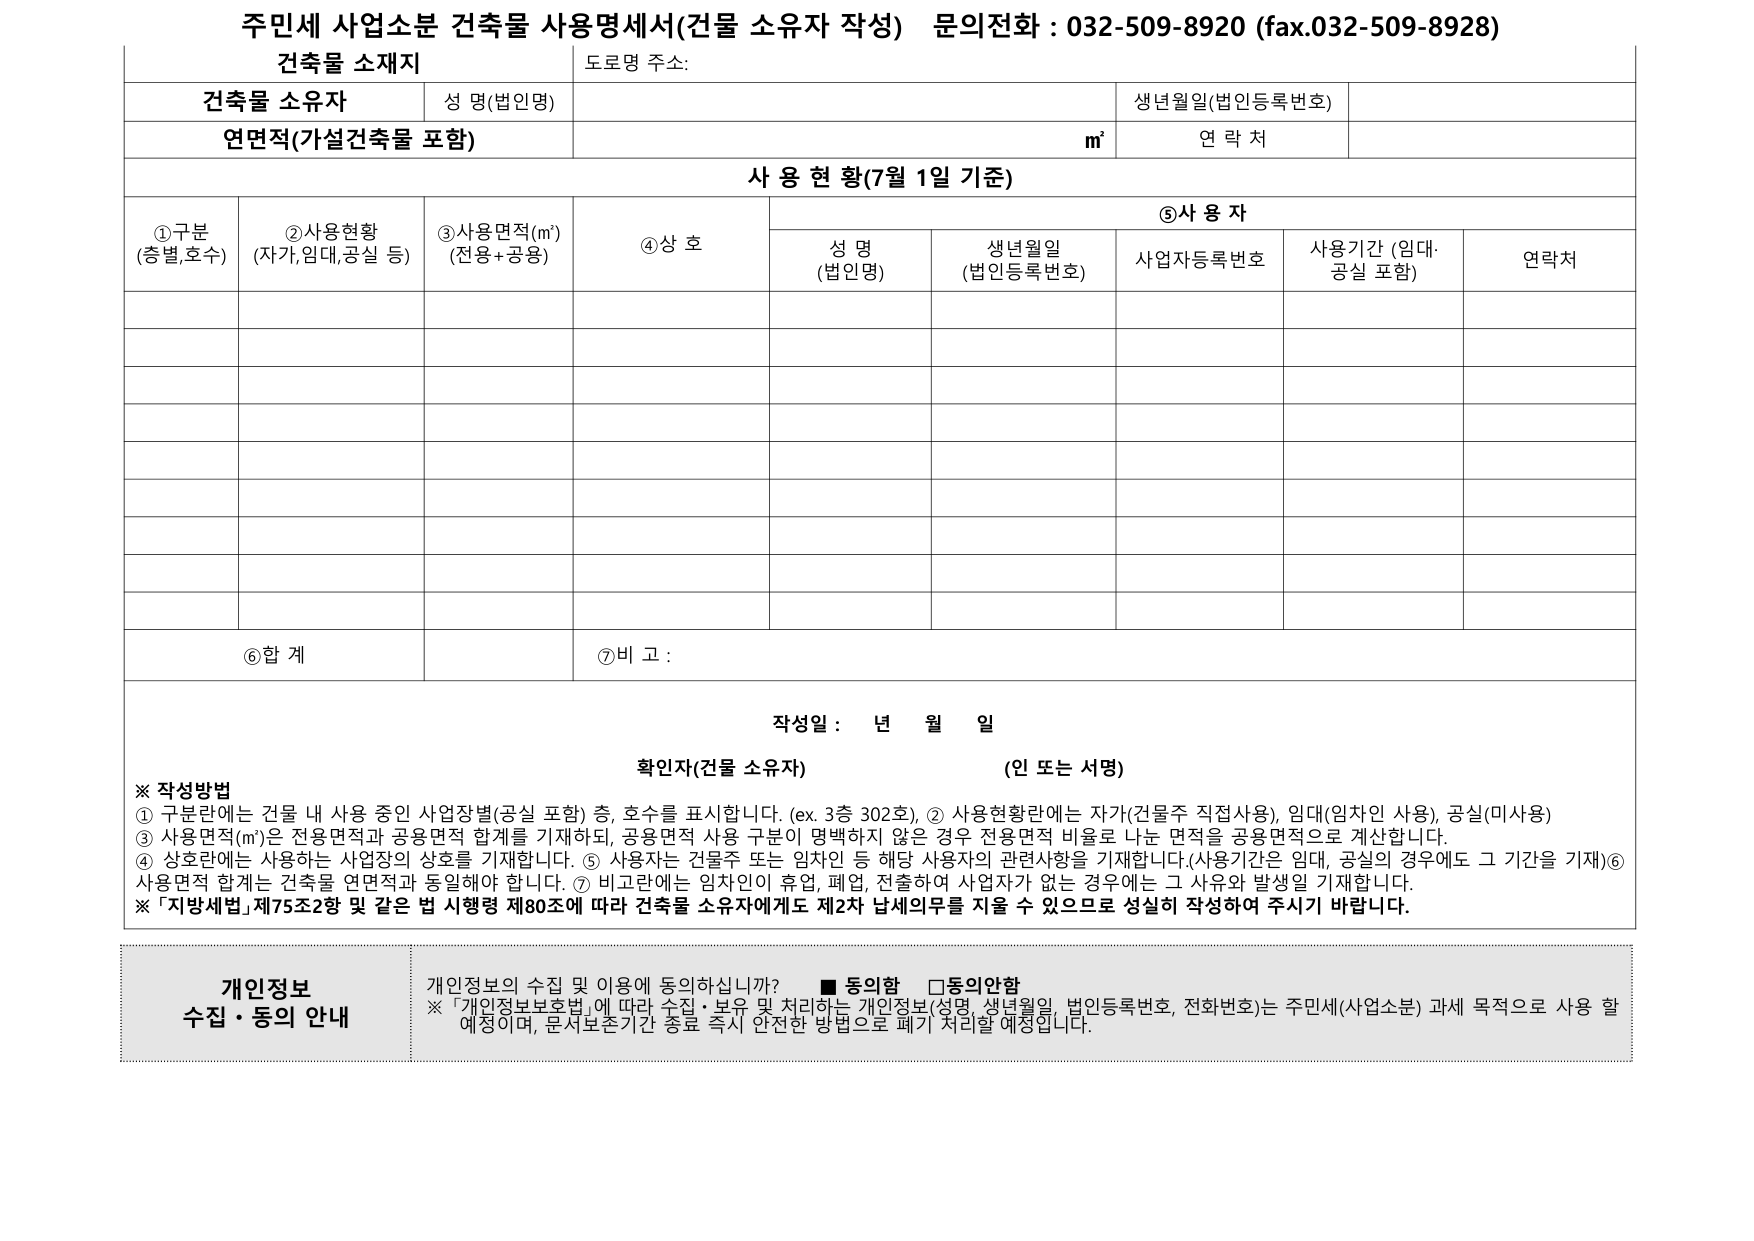 주민세 사업소분 건축물 사용명세서(건물 소유자 작성) 문의전화 : 032-509-8920 (fax.032-509-8928)
건축물 소재지 도로명 주소:
건축물 소유자 성 명(법인명) 생년월일(법인등록번호)
연면적(가설건축물 포함) ㎡ 연 락 처
사 용 현 황(7월 1일 기준)
①구분
(층별,호수)
②사용현황
(자가,임대,공실 등)
③사용면적(㎡)
(전용+공용)
④상 호
⑤사 용 자
성 명
(법인명)
생년월일
(법인등록번호)
사업자등록번호
사용기간 (임대·
공실 포함)
연락처
⑥합 계 ⑦비 고 :
작성일 : 년 월 일
확인자(건물 소유자) (인 또는 서명)
※ 작성방법
① 구분란에는 건물 내 사용 중인 사업장별(공실 포함) 층, 호수를 표시합니다. (ex. 3층 302호), ② 사용현황란에는 자가(건물주 직접사용), 임대(임차인 사용), 공실(미사용)
③ 사용면적(㎡)은 전용면적과 공용면적 합계를 기재하되, 공용면적 사용 구분이 명백하지 않은 경우 전용면적 비율로 나눈 면적을 공용면적으로 계산합니다.
④ 상호란에는 사용하는 사업장의 상호를 기재합니다. ⑤ 사용자는 건물주 또는 임차인 등 해당 사용자의 관련사항을 기재합니다.(사용기간은 임대, 공실의 경우에도 그 기간을 기재)⑥
사용면적 합계는 건축물 연면적과 동일해야 합니다. ⑦ 비고란에는 임차인이 휴업, 폐업, 전출하여 사업자가 없는 경우에는 그 사유와 발생일 기재합니다.
※ 「지방세법」제75조2항 및 같은 법 시행령 제80조에 따라 건축물 소유자에게도 제2차 납세의무를 지울 수 있으므로 성실히 작성하여 주시기 바랍니다.
개인정보
수집・동의 안내
개인정보의 수집 및 이용에 동의하십니까? ■ 동의함 □동의안함
※ 「개인정보보호법」에 따라 수집・보유 및 처리하는 개인정보(성명, 생년월일, 법인등록번호, 전화번호)는 주민세(사업소분) 과세 목적으로 사용 할
예정이며, 문서보존기간 종료 즉시 안전한 방법으로 폐기 처리할 예정입니다.